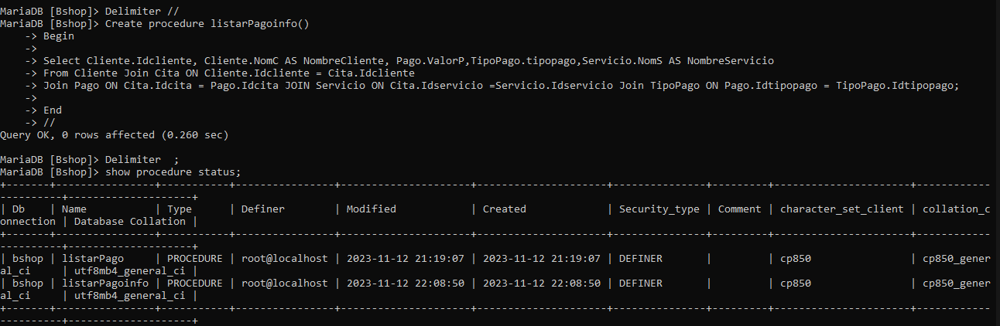 MariaDB [Bshop]> Delimiter //
MariaDB [Bshop]> Create procedure listarPagoinfo()
    -> Begin
    ->
    -> Select Cliente.Idcliente, Cliente.NomC AS NombreCliente, Pago.ValorP,TipoPago.tipopago,Servicio.NomS AS NombreServicio
    -> From Cliente Join Cita ON Cliente.Idcliente = Cita.Idcliente
    -> Join Pago ON Cita.Idcita = Pago.Idcita JOIN Servicio ON Cita.Idservicio =Servicio.Idservicio Join TipoPago ON Pago.Idtipopago = TipoPago.Idtipopago;
    ->
    -> End
    -> //
Query OK, 0 rows affected (0.260 sec)

MariaDB [Bshop]> Delimiter  ;
MariaDB [Bshop]> show procedure status;
+-------+----------------+-----------+----------------+---------------------+---------------------+---------------+---------+----------------------+------------
----------+--------------------+
| Db    | Name           | Type      | Definer        | Modified            | Created             | Security_type | Comment | character_set_client | collation_c
onnection | Database Collation |
+-------+----------------+-----------+----------------+---------------------+---------------------+---------------+---------+----------------------+------------
----------+--------------------+
| bshop | listarPago     | PROCEDURE | root@localhost | 2023-11-12 21:19:07 | 2023-11-12 21:19:07 | DEFINER       |         | cp850                | cp850_gener
al_ci     | utf8mb4_general_ci |
| bshop | listarPagoinfo | PROCEDURE | root@localhost | 2023-11-12 22:08:50 | 2023-11-12 22:08:50 | DEFINER       |         | cp850                | cp850_gener
al_ci     | utf8mb4_general_ci |
+-------+----------------+-----------+----------------+---------------------+---------------------+---------------+---------+----------------------+------------
----------+--------------------+